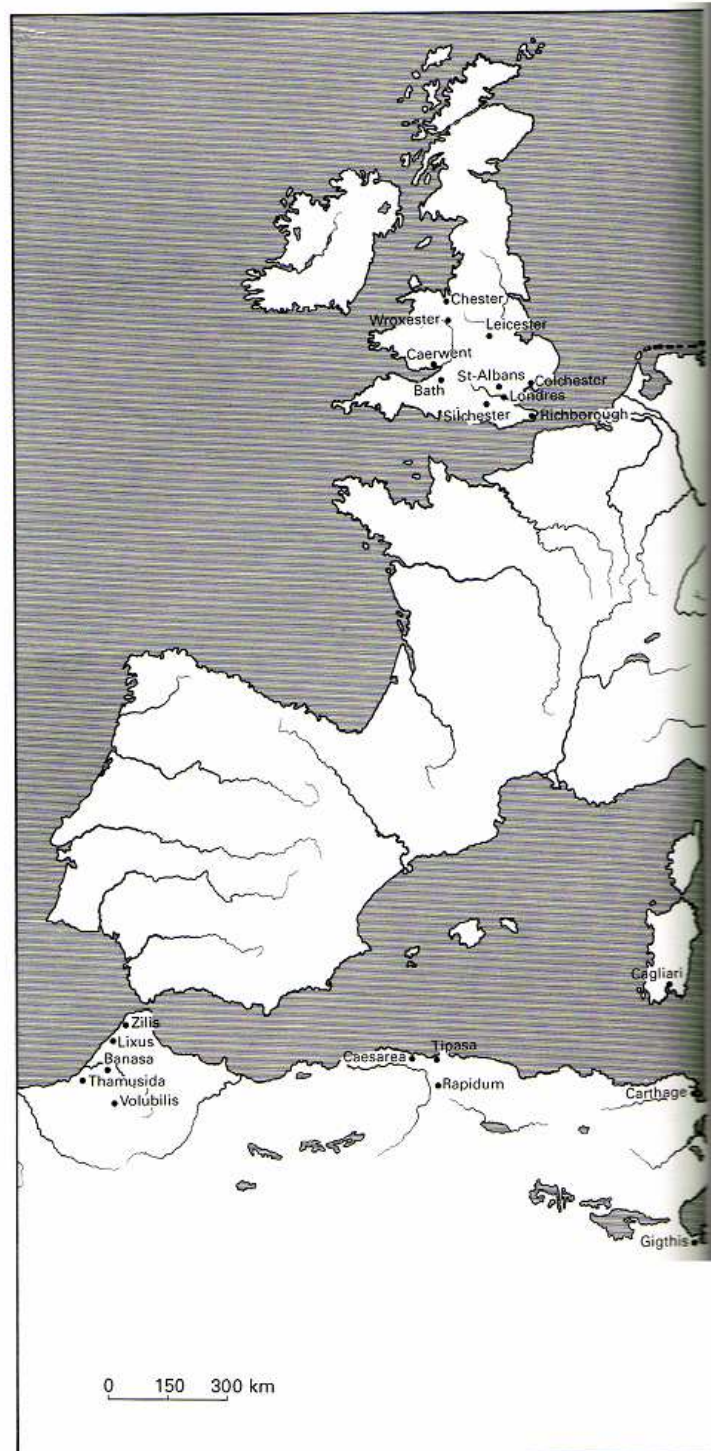 Chester
Wroxester
Leicester
Caerwent
St-Albans
Colchester
Bath
Londres
Silchester
Richborough
Cagliari
Zilis
Lixus
Banasa
Thamusida
Volubilis
Tipasa
Caesarea
Rapidum
Carthage
Gigthis
0 150 300 km